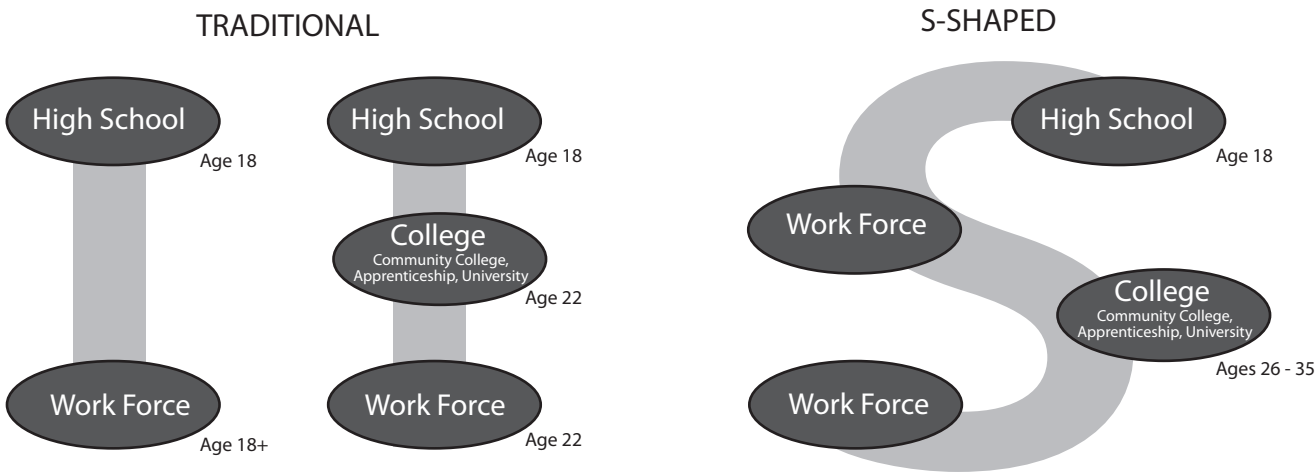 TRADITIONAL
High School
Age 18
Work Force
Age 18+
High School
Age 18
College
Community College,
Apprenticeship, University
Age 22
Work Force
Age 22
S-SHAPED
High School
Age 18
Work Force
College
Community College,
Apprenticeship, University
Ages 26 - 35
Work Force